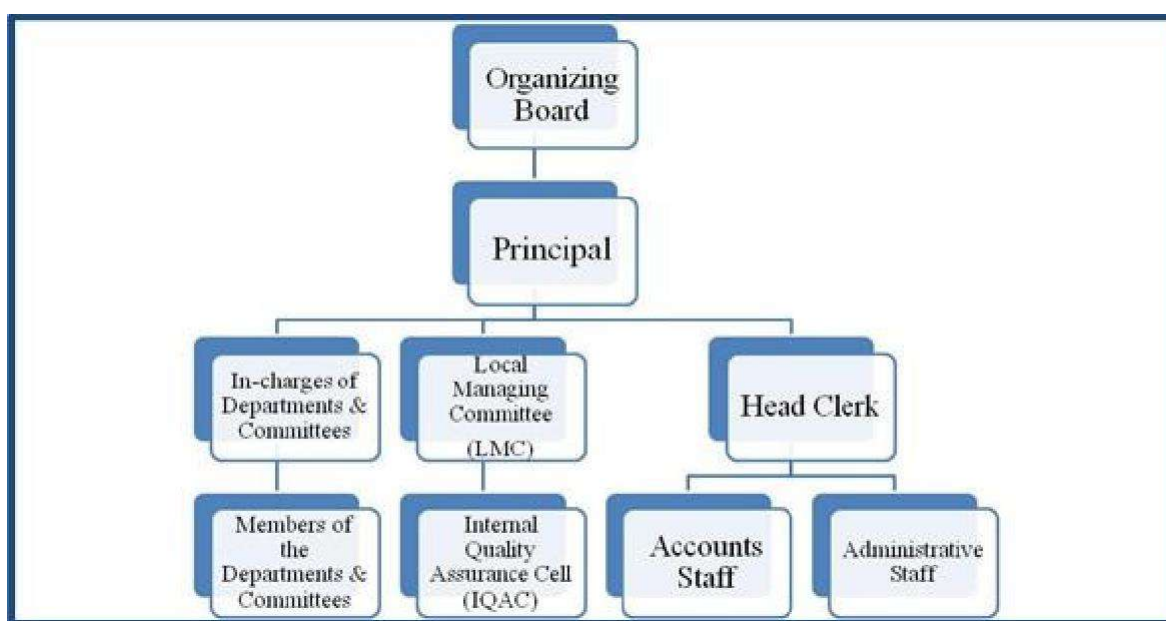 Organizing
Board
Principal
In-charges of
Departments &
Committees
Local
Managing
Committee
(LMC)
Head Clerk
Members of
the
Departments &
Committees
Internal
Quality
Assurance Cell
(IQAC)
Accounts
Staff
Administrative
Staff